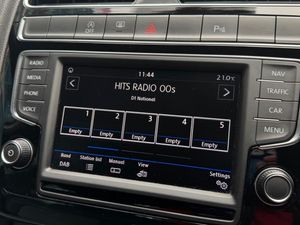 OFF
P
RADIO
MEDIA
PHONE
VOICE
NAV
TRAFFIC
CAR
MENU
11:44
21.0°c
HITS RADIO 00s
D1 National
1 2 3 4 5
Empty Empty Empty Empty Empty
Band Station list Manual View Settings
DAB